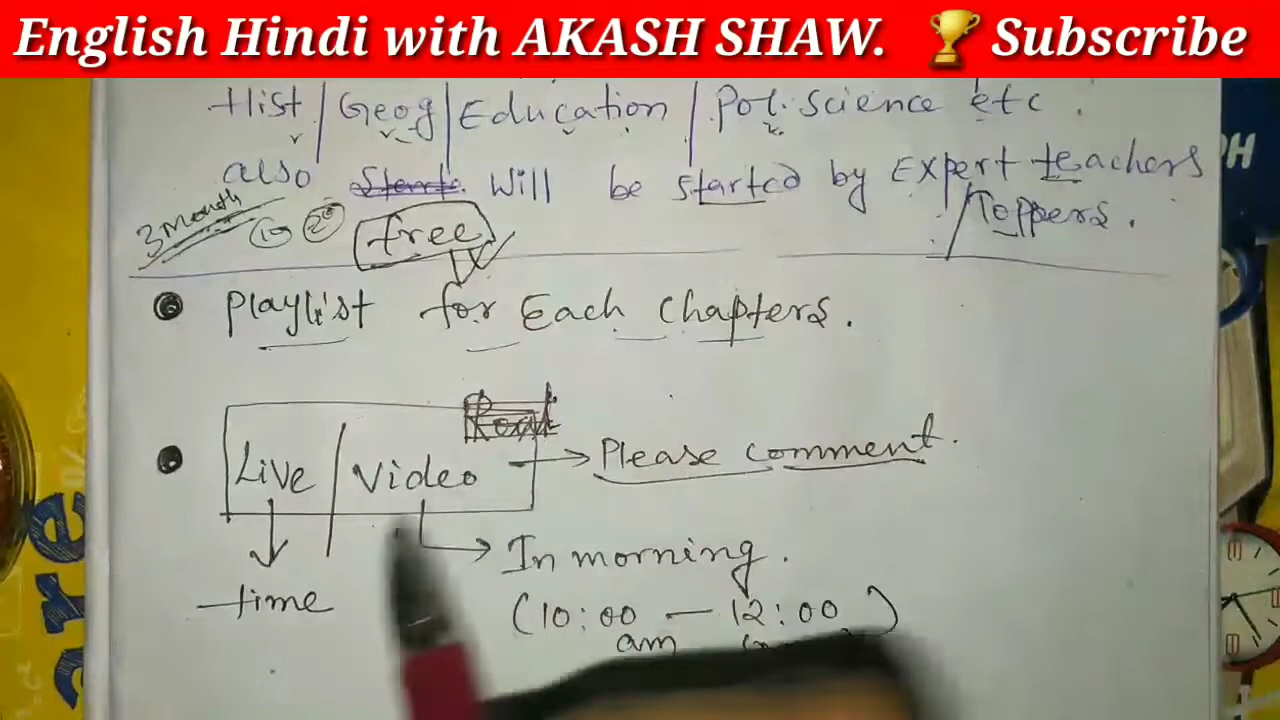 English Hindi with AKASH SHAW. 🏆 Subscribe
Hist / Geog / Education / Pol. Science etc.
also will be started by Expert teachers
/ Toppers.
3 month
free
Playlist for Each Chapters.
Live / Video → Please comment.
time
In morning.
(10:00 — 12:00)
am
are
PH